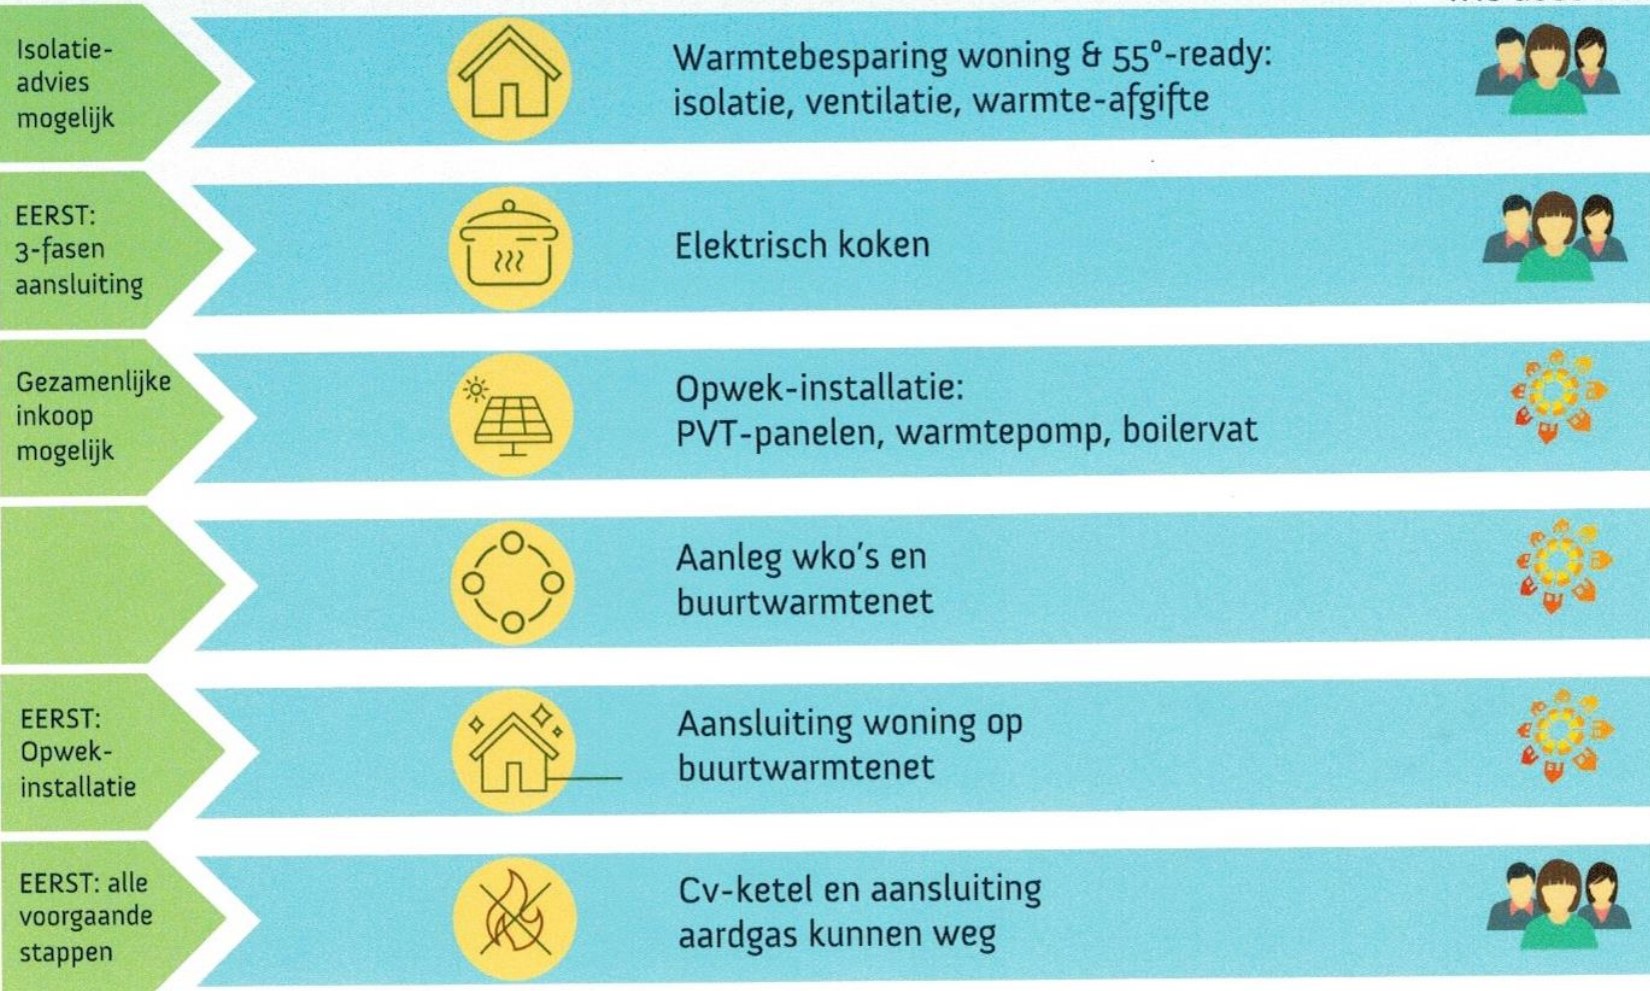 Isolatie-
advies
mogelijk
Warmtebesparing woning & 55º-ready:
isolatie, ventilatie, warmte-afgifte
EERST:
3-fasen
aansluiting
Elektrisch koken
Gezamenlijke
inkoop
mogelijk
Opwek-installatie:
PVT-panelen, warmtepomp, boilervat
Aanleg wko's en
buurtwarmtenet
EERST:
Opwek-
installatie
Aansluiting woning op
buurtwarmtenet
EERST: alle
voorgaande
stappen
Cv-ketel en aansluiting
aardgas kunnen weg